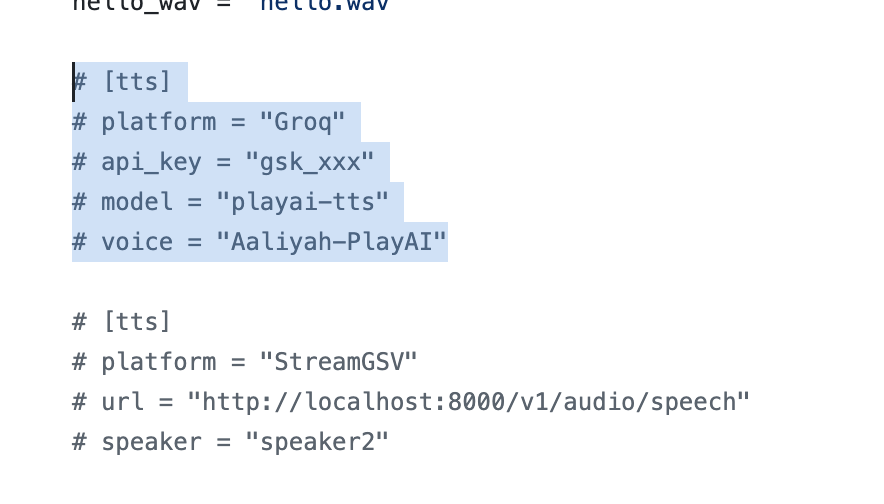 hello_wav = "hello.wav"
# [tts]
# platform = "Groq"
# api_key = "gsk_xxx"
# model = "playai-tts"
# voice = "Aaliyah-PlayAI"
# [tts]
# platform = "StreamGSV"
# url = "http://localhost:8000/v1/audio/speech"
# speaker = "speaker2"